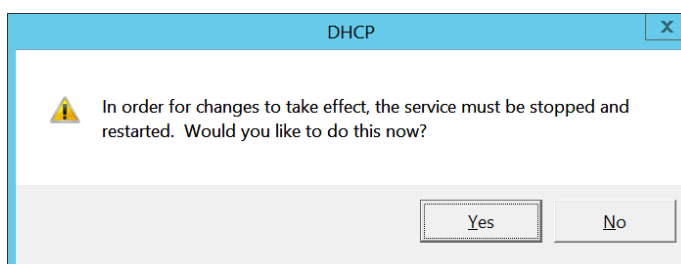 DHCP
X
In order for changes to take effect, the service must be stopped and
restarted.  Would you like to do this now?
Yes
No